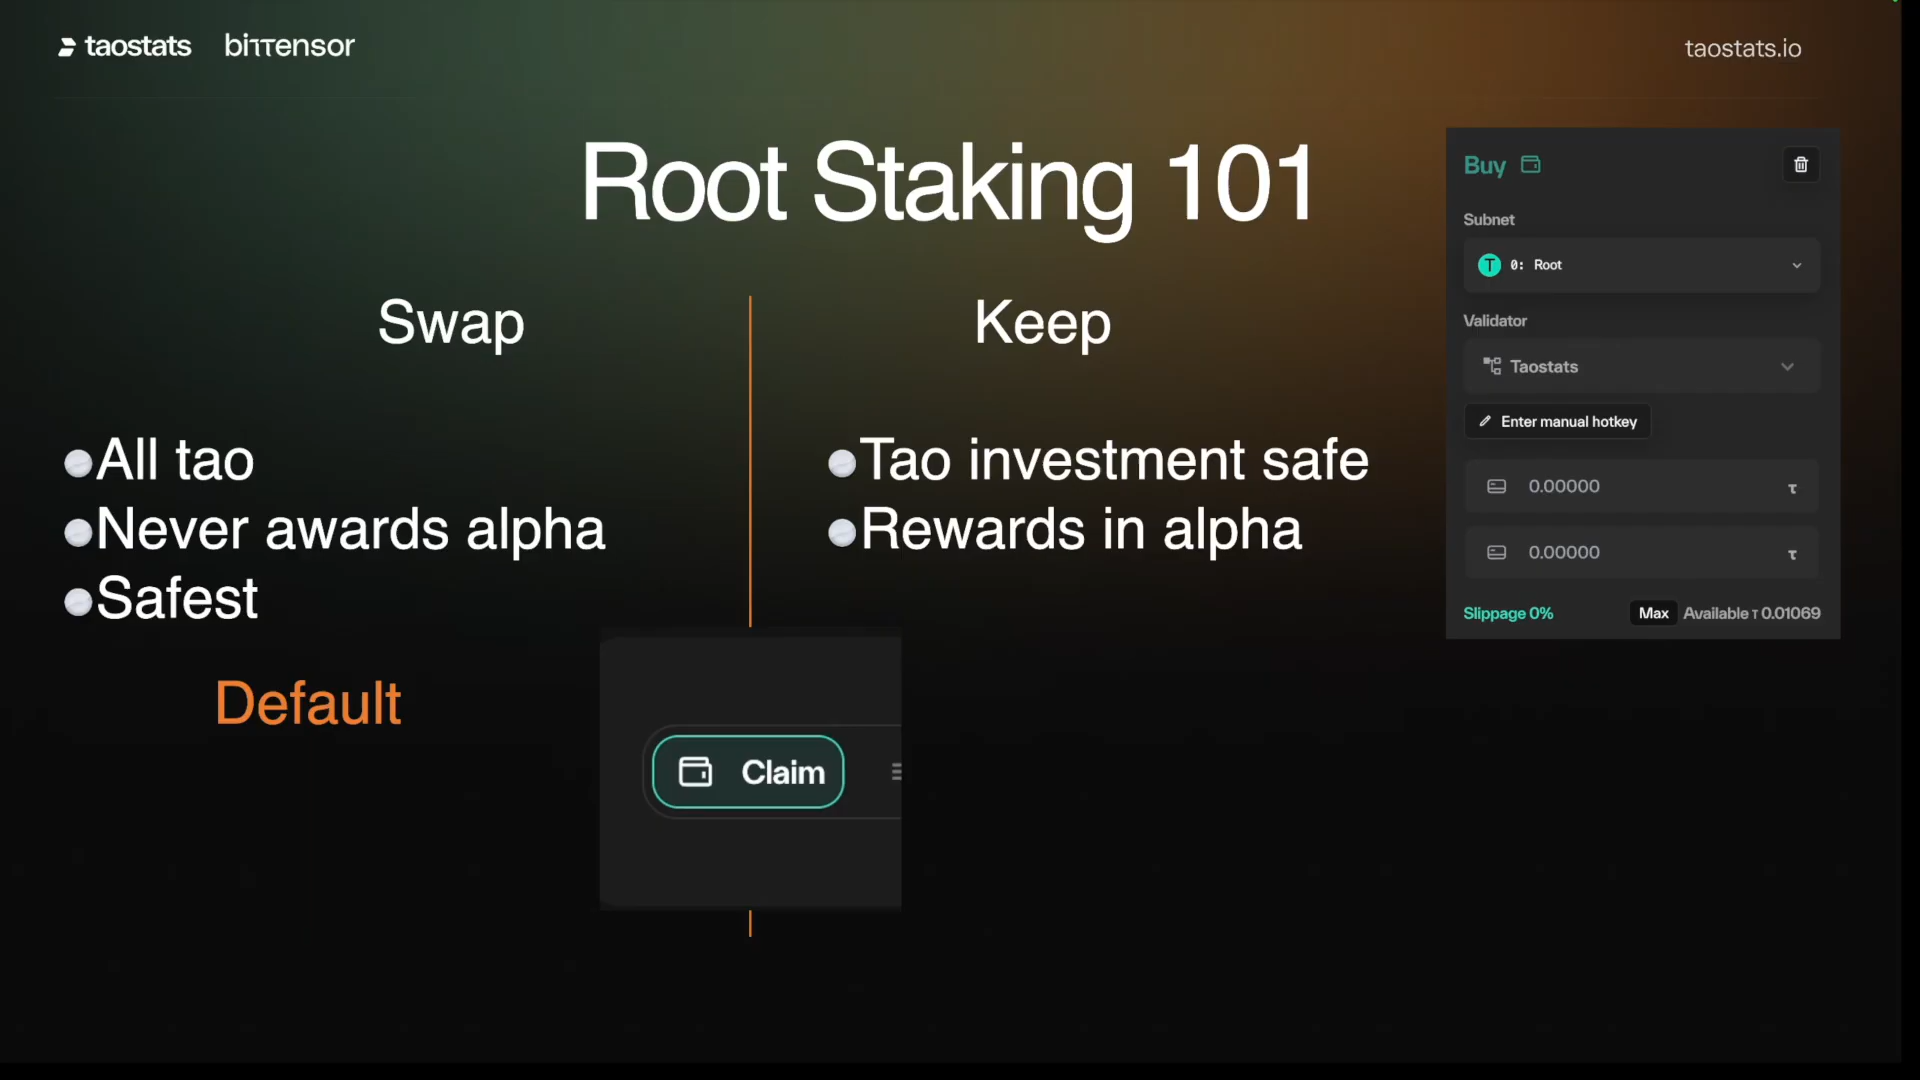 taostats bittensor
taostats.io
Root Staking 101
Swap
All tao
Never awards alpha
Safest
Default
Keep
Tao investment safe
Rewards in alpha
Claim
Buy
Subnet
T 0: Root
Validator
Taostats
Enter manual hotkey
0.00000 τ
0.00000 τ
Slippage 0% Max Available τ 0.01069